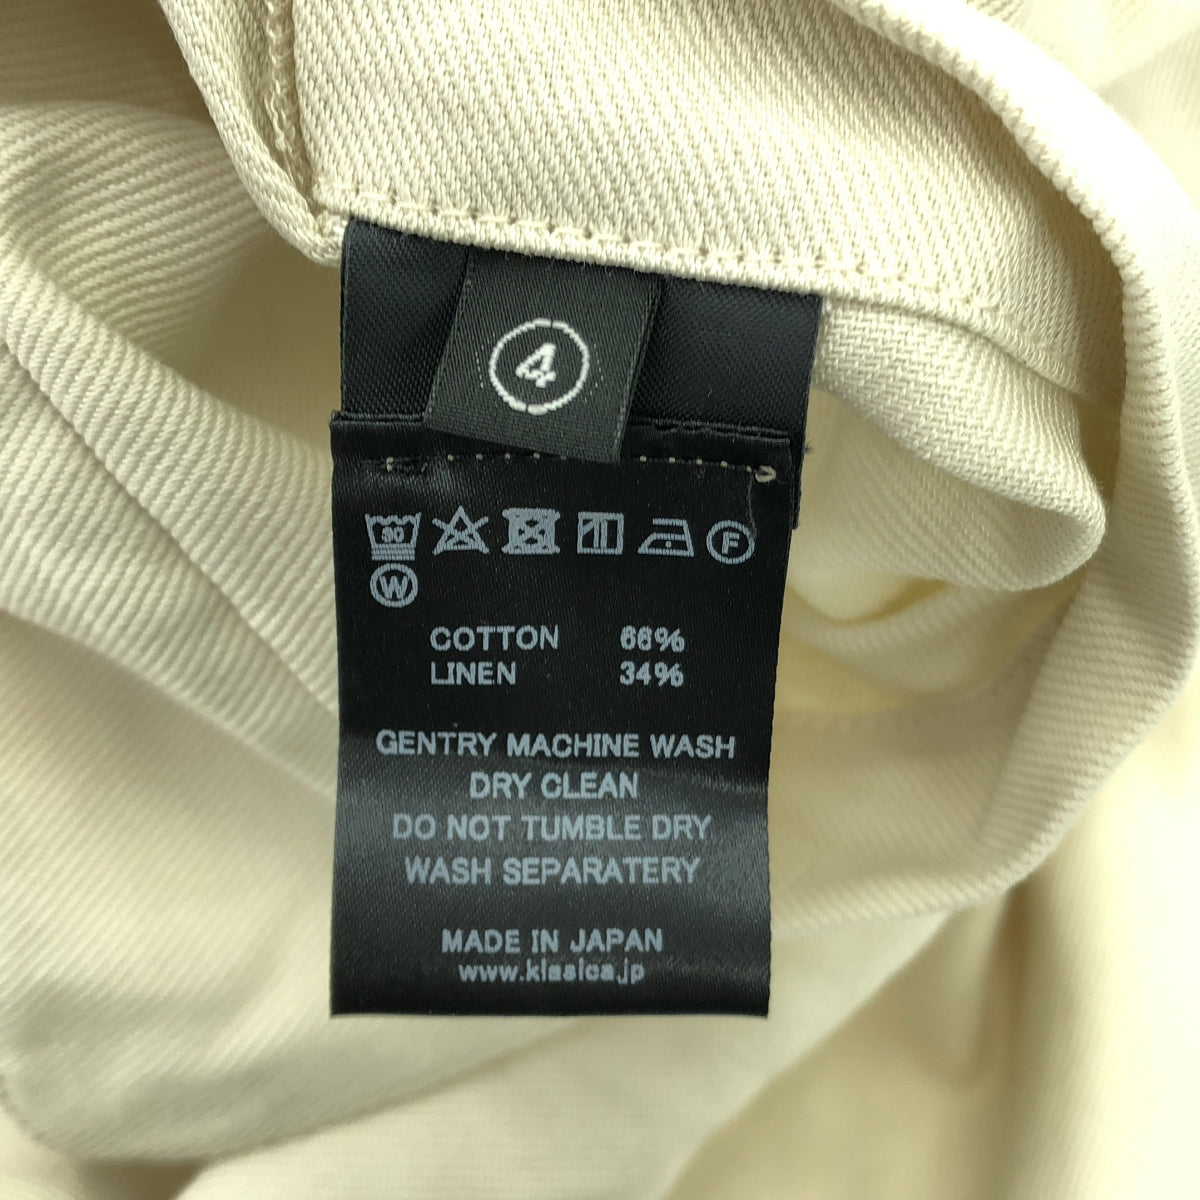 4
30 F
W
COTTON 66%
LINEN 34%
GENTRY MACHINE WASH
DRY CLEAN
DO NOT TUMBLE DRY
WASH SEPARATERY
MADE IN JAPAN
www.klasica.jp